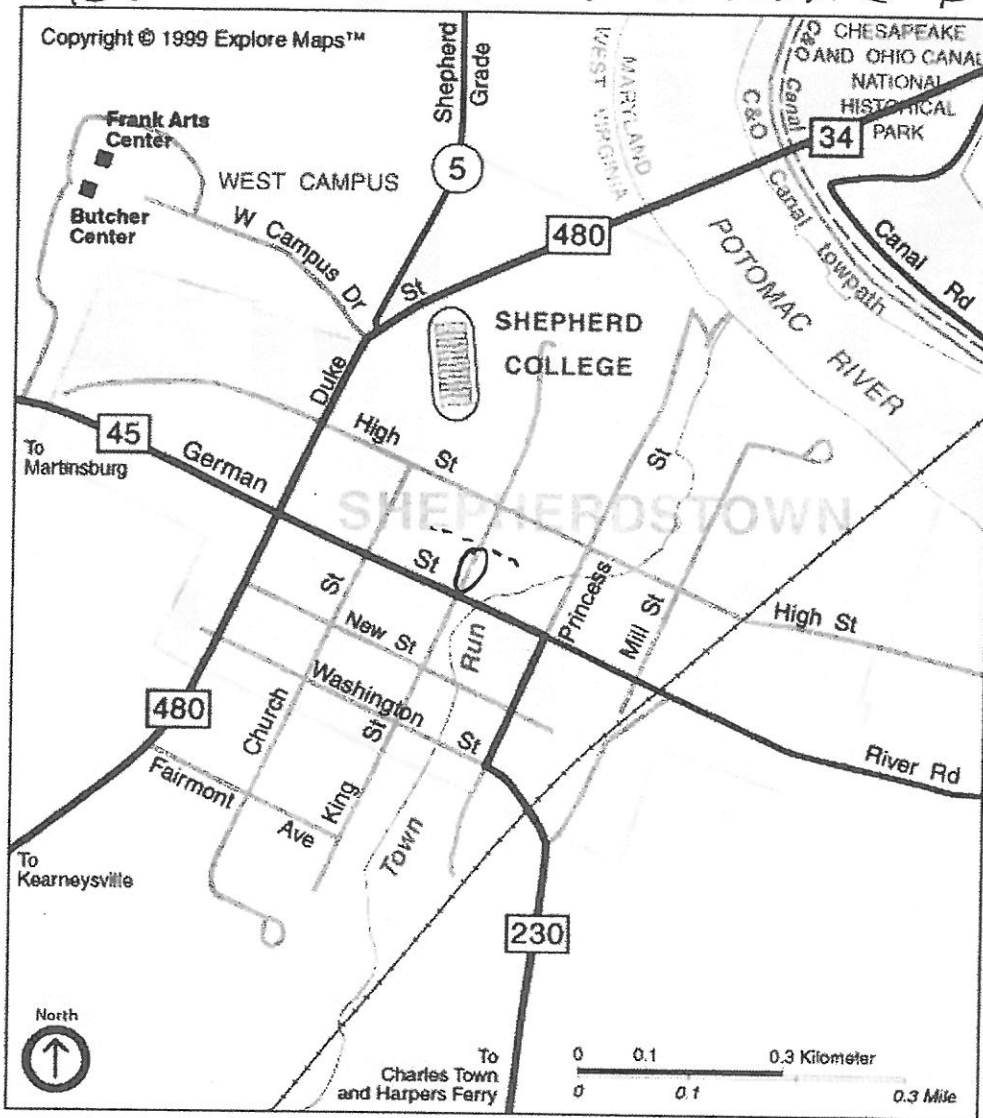 Copyright © 1999 Explore Maps™
Shepherd
Grade
MARYLAND
WEST VIRGINIA
C&O Canal
CHESAPEAKE
AND OHIO CANAL
NATIONAL
HISTORICAL
PARK
34
Frank Arts
Center
Butcher
Center
WEST CAMPUS
5
W Campus Dr
480
C&O Canal towpath
Canal Rd
POTOMAC RIVER
Duke St
SHEPHERD
COLLEGE
45
To
Martinsburg
German St
High St
SHEPHERDSTOWN
Princess St
Mill St
High St
New St
Washington St
Town Run
Church St
King St
480
Fairmont Ave
River Rd
To
Kearneysville
230
North
To
Charles Town
and Harpers Ferry
0 0.1 0.3 Kilometer
0 0.1 0.3 Mile